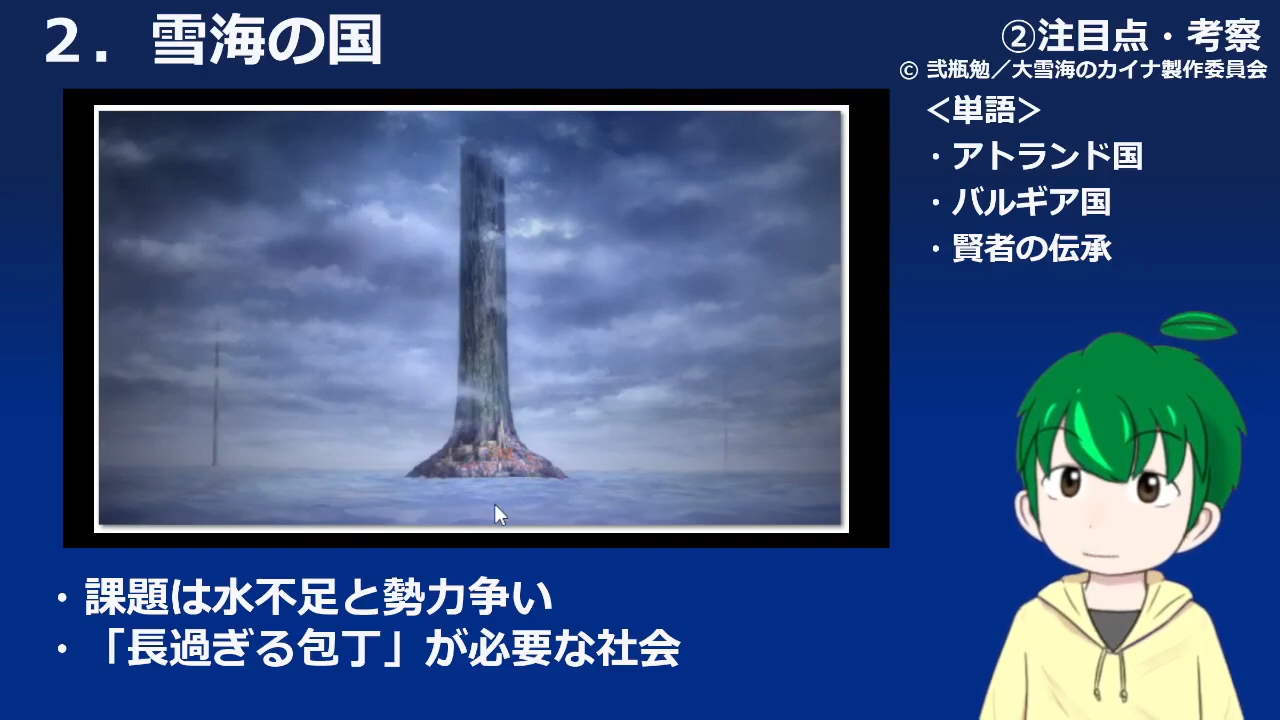 ２．雪海の国
②注目点・考察
© 弐瓶勉／大雪海のカイナ製作委員会
＜単語＞
・アトランド国
・バルギア国
・賢者の伝承
・課題は水不足と勢力争い
・「長過ぎる包丁」が必要な社会